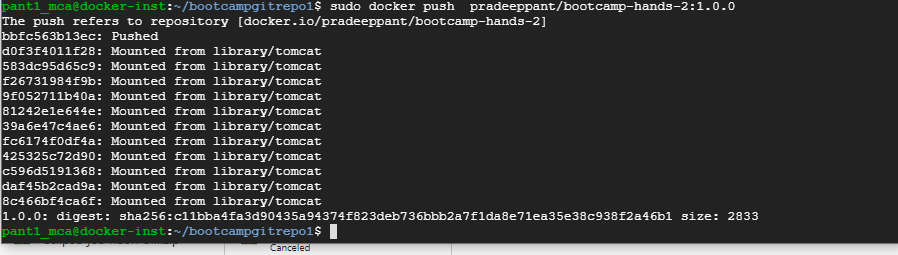 pant1_mca@docker-inst:~/bootcampgitrepo1$ sudo docker push  pradeeppant/bootcamp-hands-2:1.0.0
The push refers to repository [docker.io/pradeeppant/bootcamp-hands-2]
bbfc563b13ec: Pushed
d0f3f4011f28: Mounted from library/tomcat
583dc95d65c9: Mounted from library/tomcat
f26731984f9b: Mounted from library/tomcat
9f052711b40a: Mounted from library/tomcat
81242e1e644e: Mounted from library/tomcat
39a6e47c4ae6: Mounted from library/tomcat
fc6174f0df4a: Mounted from library/tomcat
425325c72d90: Mounted from library/tomcat
c596d5191368: Mounted from library/tomcat
daf45b2cad9a: Mounted from library/tomcat
8c466bf4ca6f: Mounted from library/tomcat
1.0.0: digest: sha256:c11bba4fa3d90435a94374f823deb736bbb2a7f1da8e71ea35e38c938f2a46b1 size: 2833
pant1_mca@docker-inst:~/bootcampgitrepo1$
Canceled